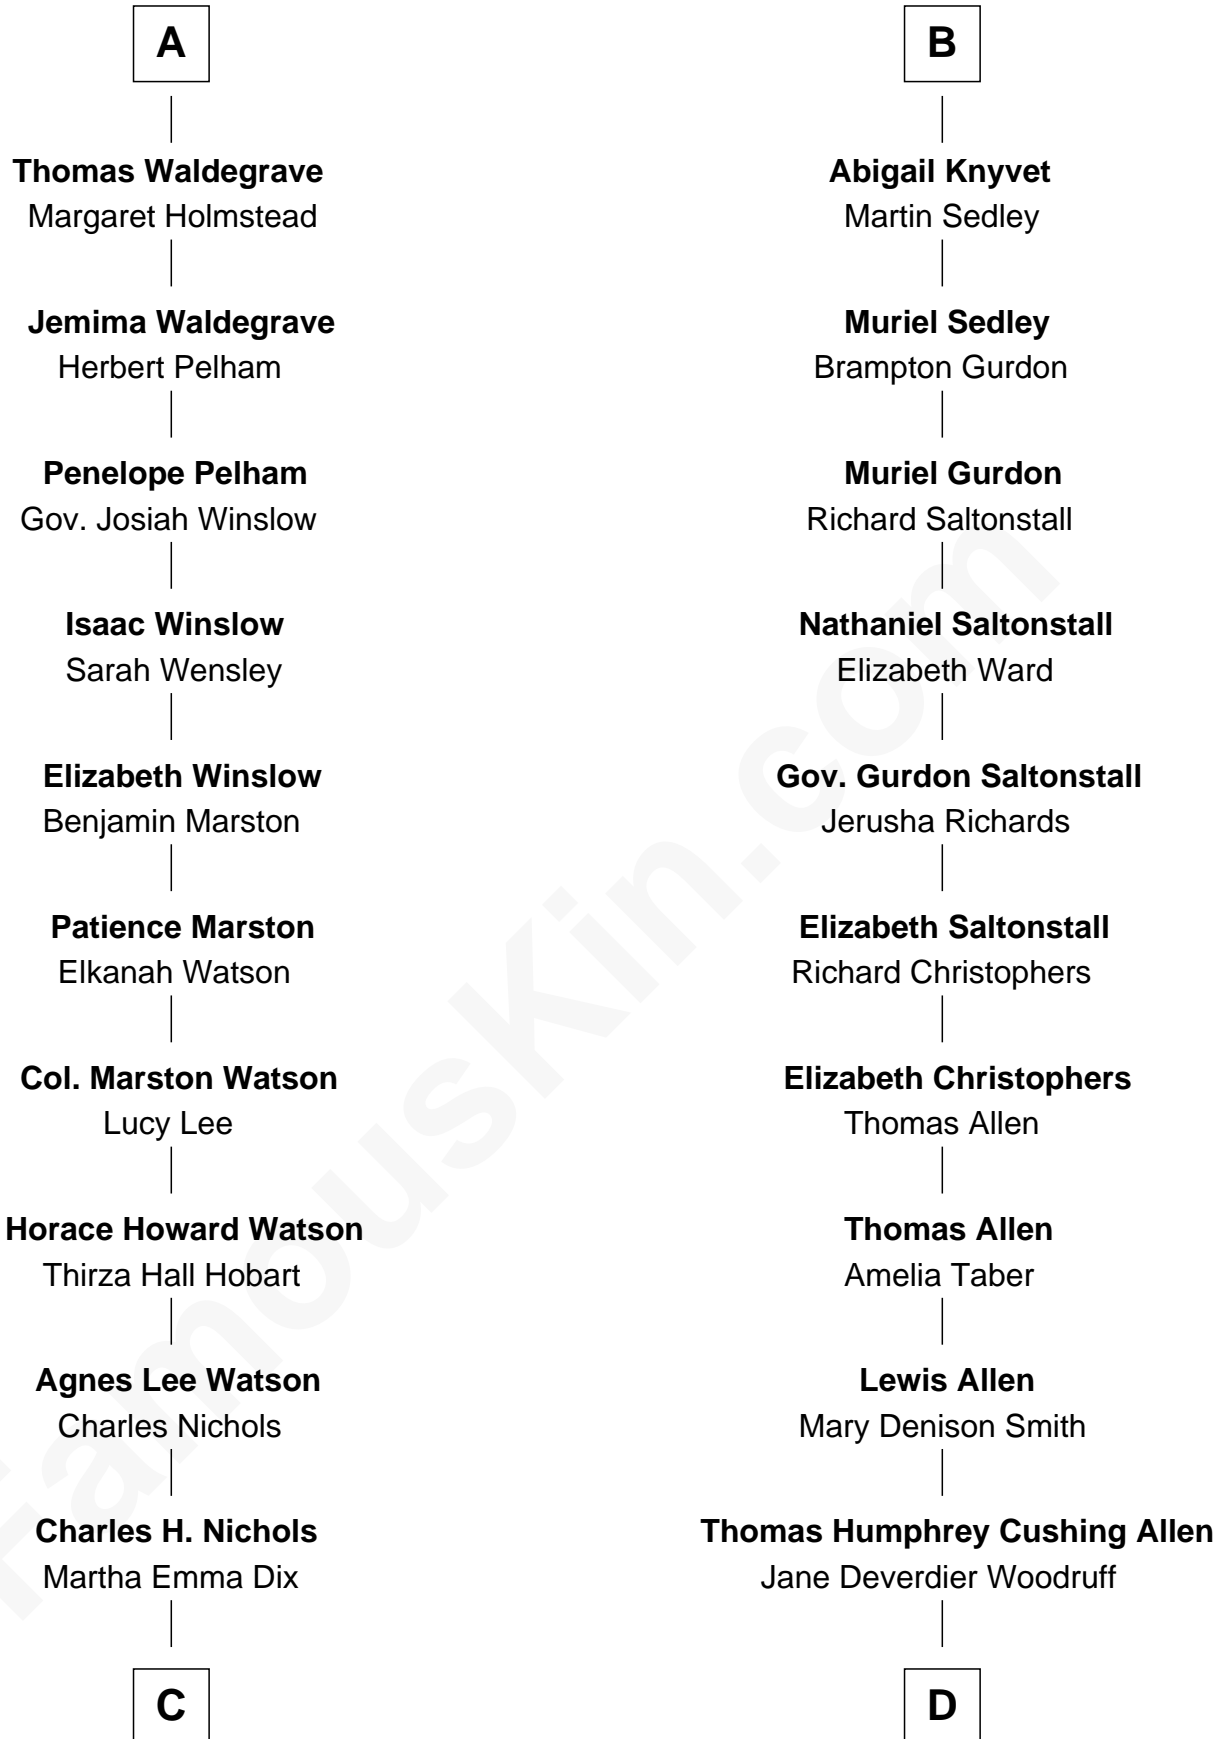 A
Thomas Waldegrave
Margaret Holmstead
Jemima Waldegrave
Herbert Pelham
Penelope Pelham
Gov. Josiah Winslow
Isaac Winslow
Sarah Wensley
Elizabeth Winslow
Benjamin Marston
Patience Marston
Elkanah Watson
Col. Marston Watson
Lucy Lee
Horace Howard Watson
Thirza Hall Hobart
Agnes Lee Watson
Charles Nichols
Charles H. Nichols
Martha Emma Dix
C
B
Abigail Knyvet
Martin Sedley
Muriel Sedley
Brampton Gurdon
Muriel Gurdon
Richard Saltonstall
Nathaniel Saltonstall
Elizabeth Ward
Gov. Gurdon Saltonstall
Jerusha Richards
Elizabeth Saltonstall
Richard Christophers
Elizabeth Christophers
Thomas Allen
Thomas Allen
Amelia Taber
Lewis Allen
Mary Denison Smith
Thomas Humphrey Cushing Allen
Jane Deverdier Woodruff
D
FamousKin.com